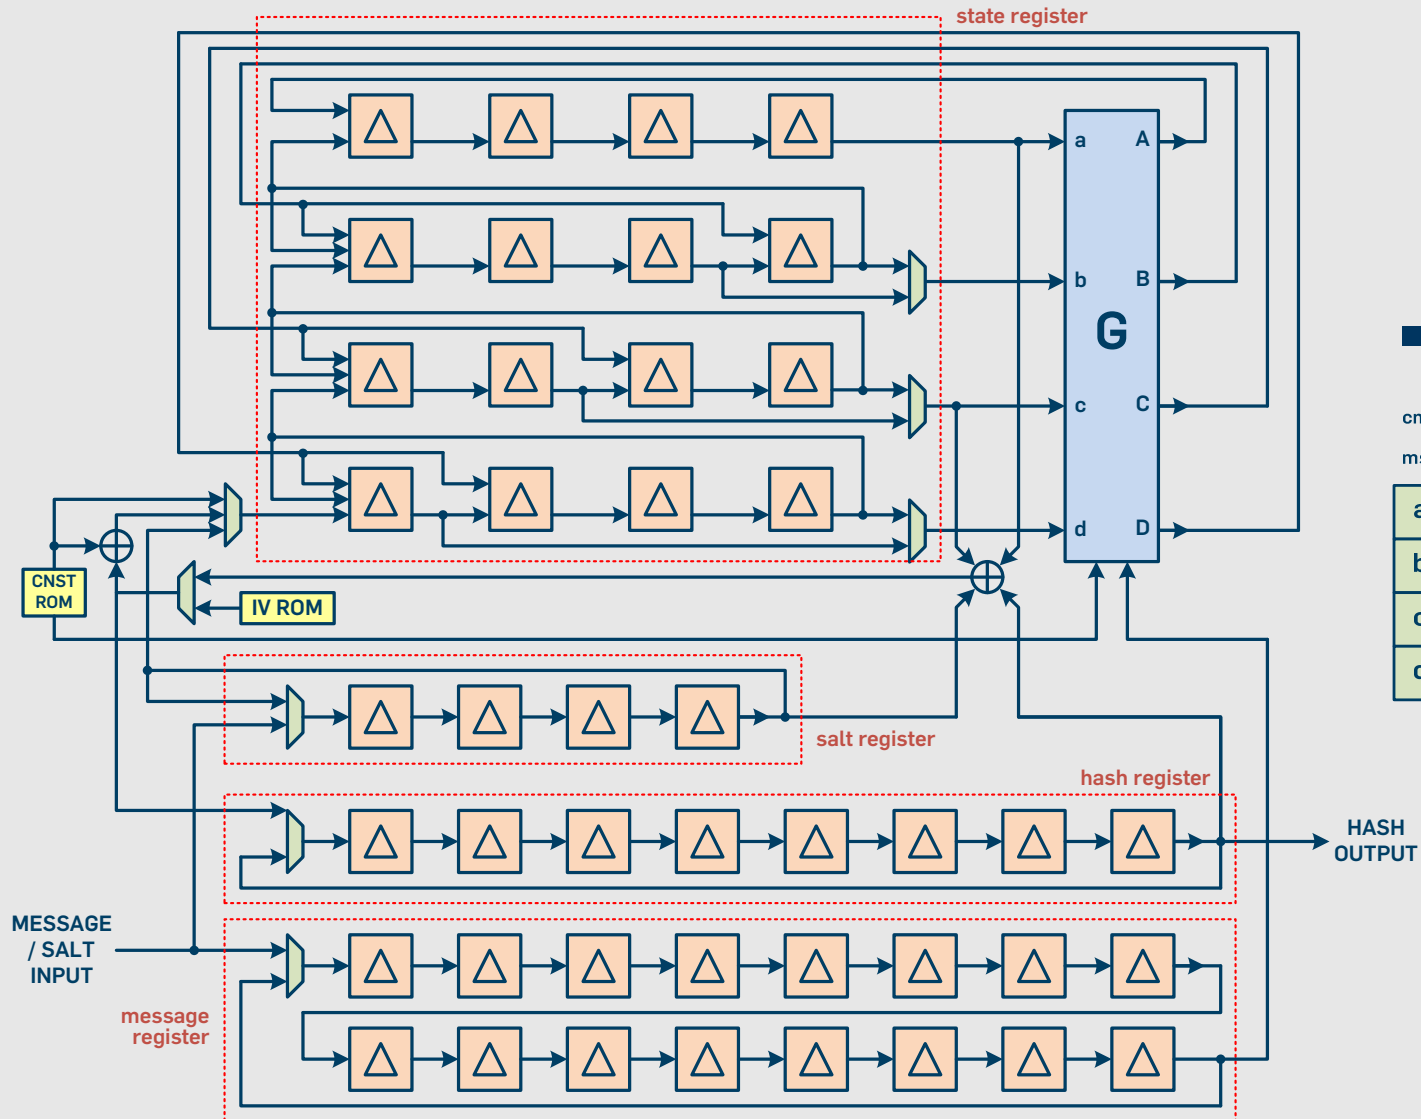 state register
a
A
b
B
G
c
C
d
D
CNST
ROM
IV ROM
salt register
hash register
HASH
OUTPUT
MESSAGE
/ SALT
INPUT
message
register